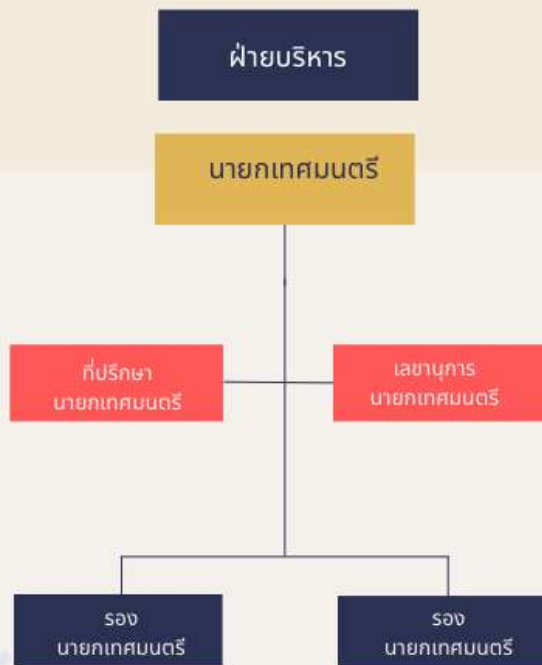 ฝ่ายบริหาร
นายกเทศมนตรี
ที่ปรึกษา
นายกเทศมนตรี
เลขานุการ
นายกเทศมนตรี
รอง
นายกเทศมนตรี
รอง
นายกเทศมนตรี